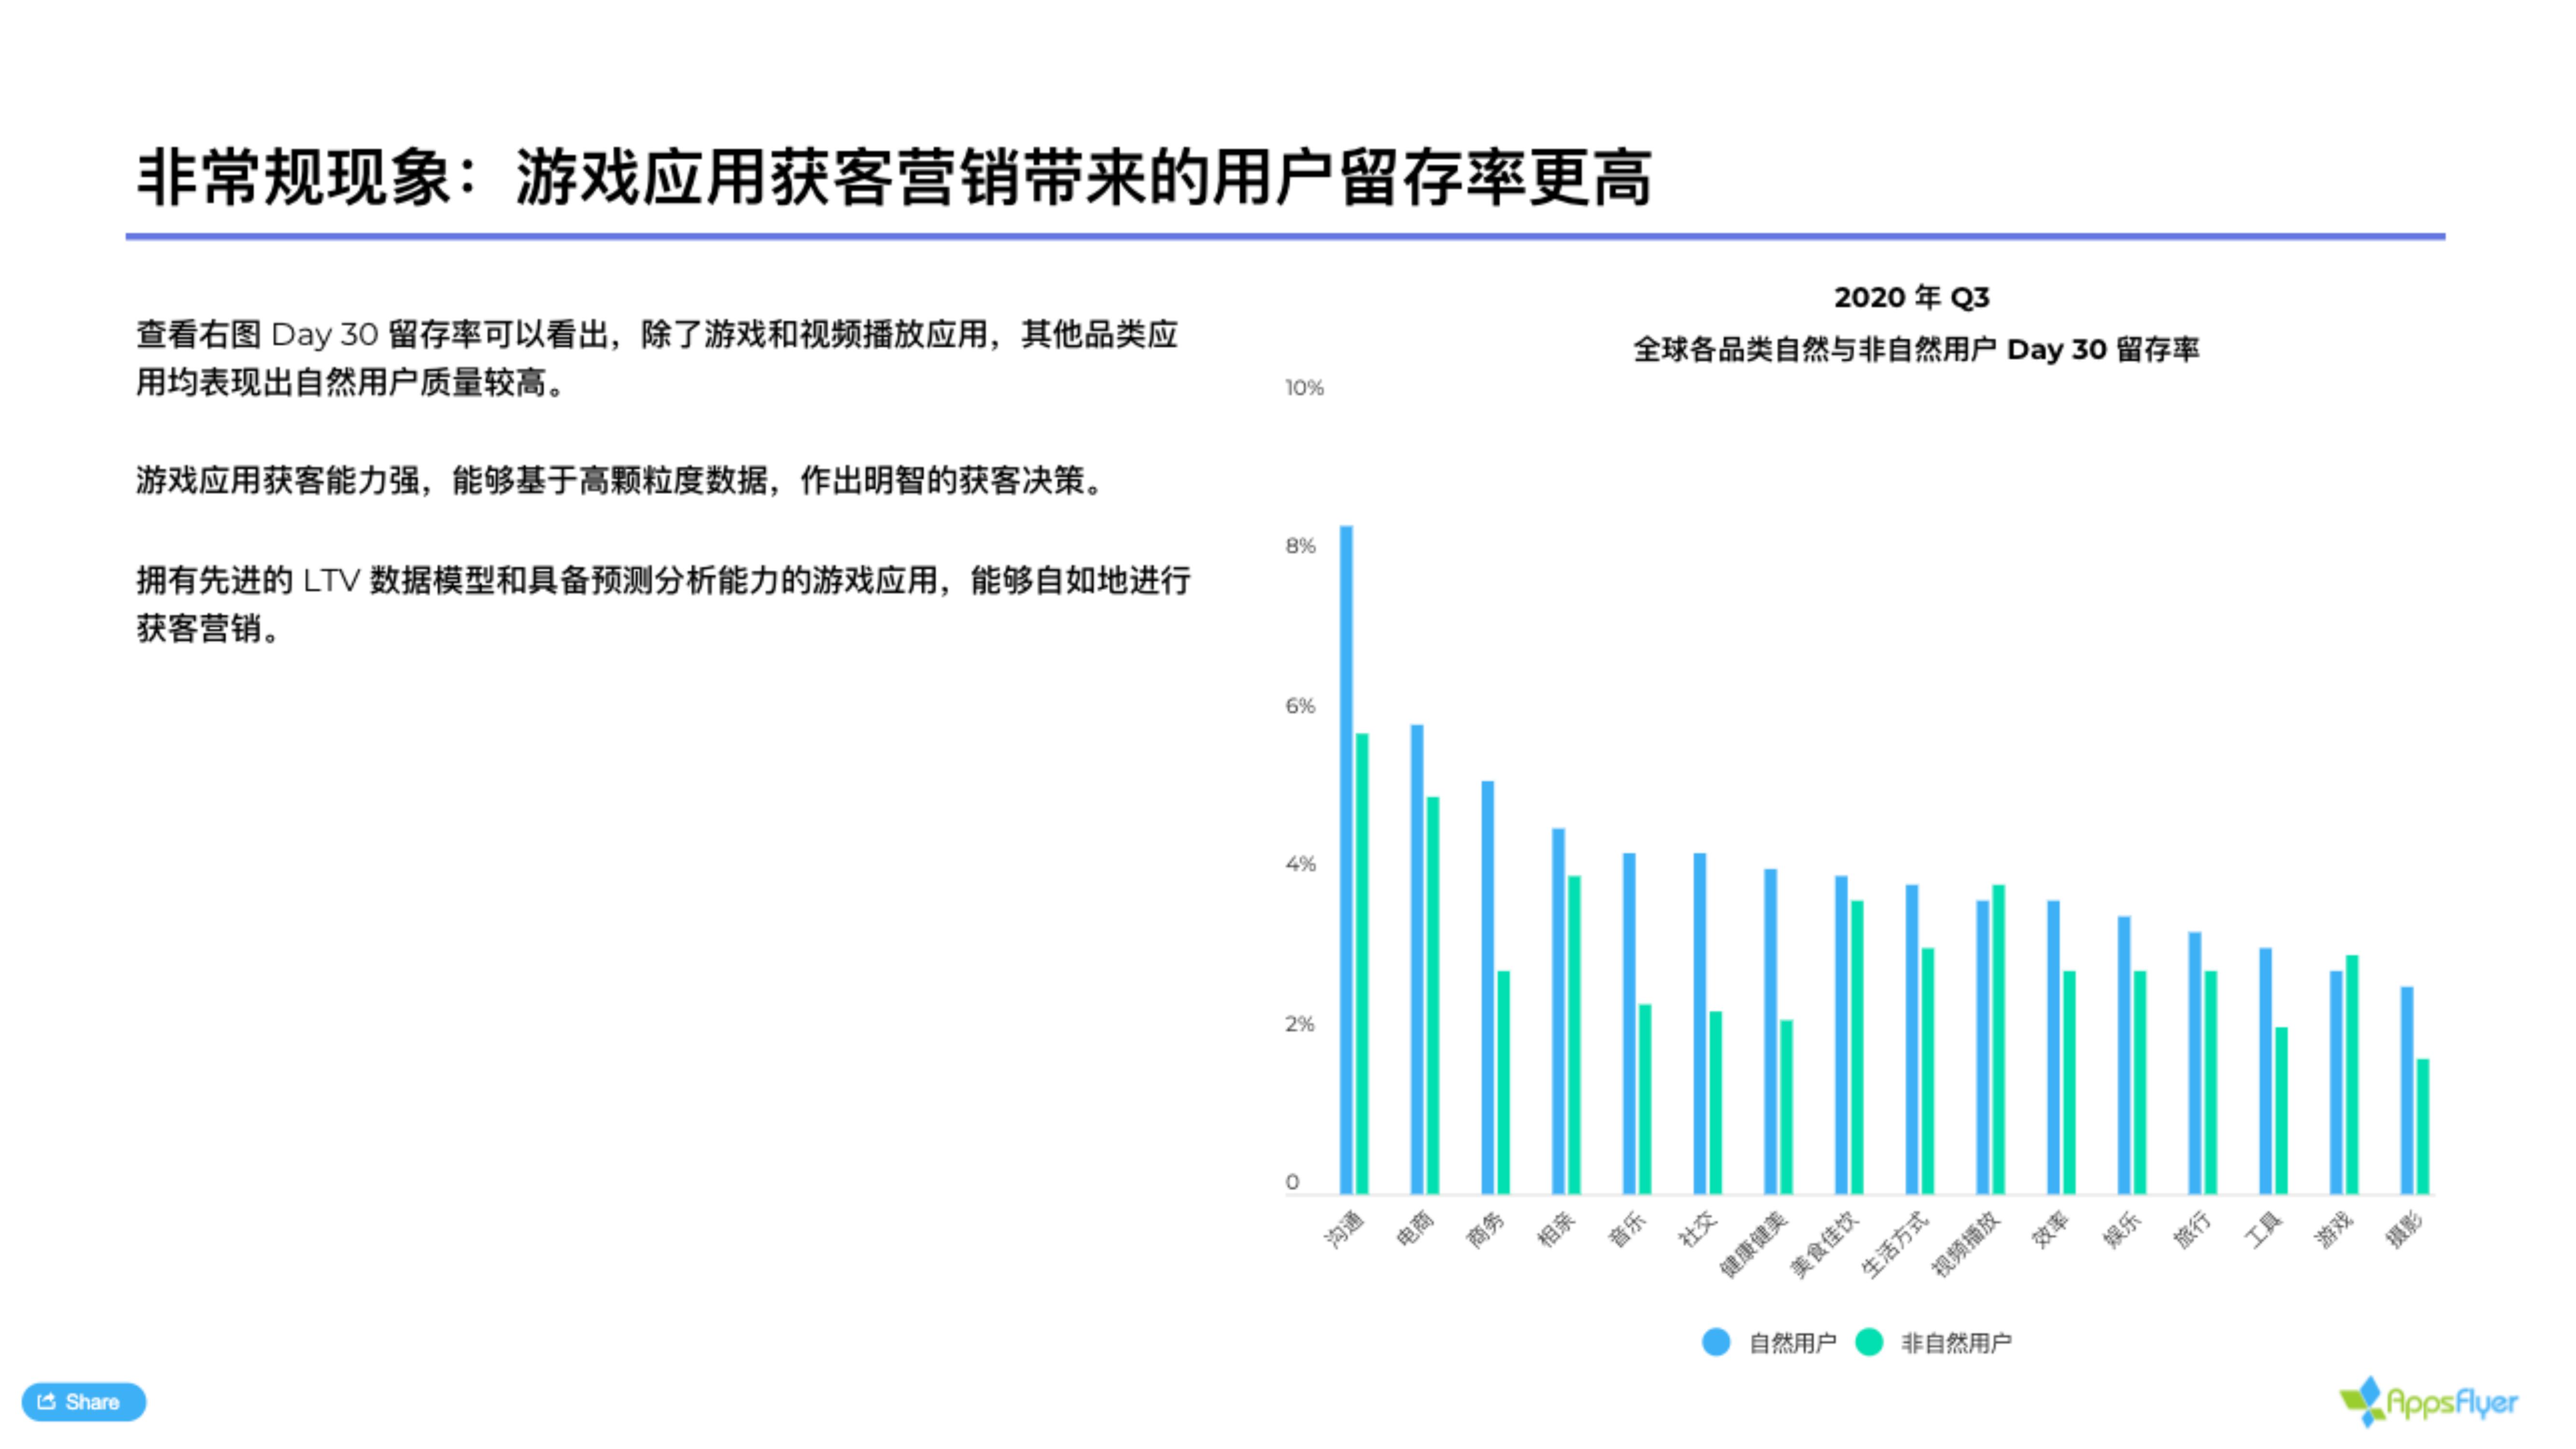 非常规现象：游戏应用获客营销带来的用户留存率更高
查看右图 Day 30 留存率可以看出，除了游戏和视频播放应用，其他品类应
用均表现出自然用户质量较高。
游戏应用获客能力强，能够基于高颗粒度数据，作出明智的获客决策。
拥有先进的 LTV 数据模型和具备预测分析能力的游戏应用，能够自如地进行
获客营销。
2020 年 Q3
全球各品类自然与非自然用户 Day 30 留存率
10%
8%
6%
4%
2%
0
沟通
电商
商务
相亲
音乐
社交
健康健美
美食佳饮
生活方式
视频播放
效率
娱乐
旅行
工具
游戏
摄影
自然用户
非自然用户
Share
AppsFlyer